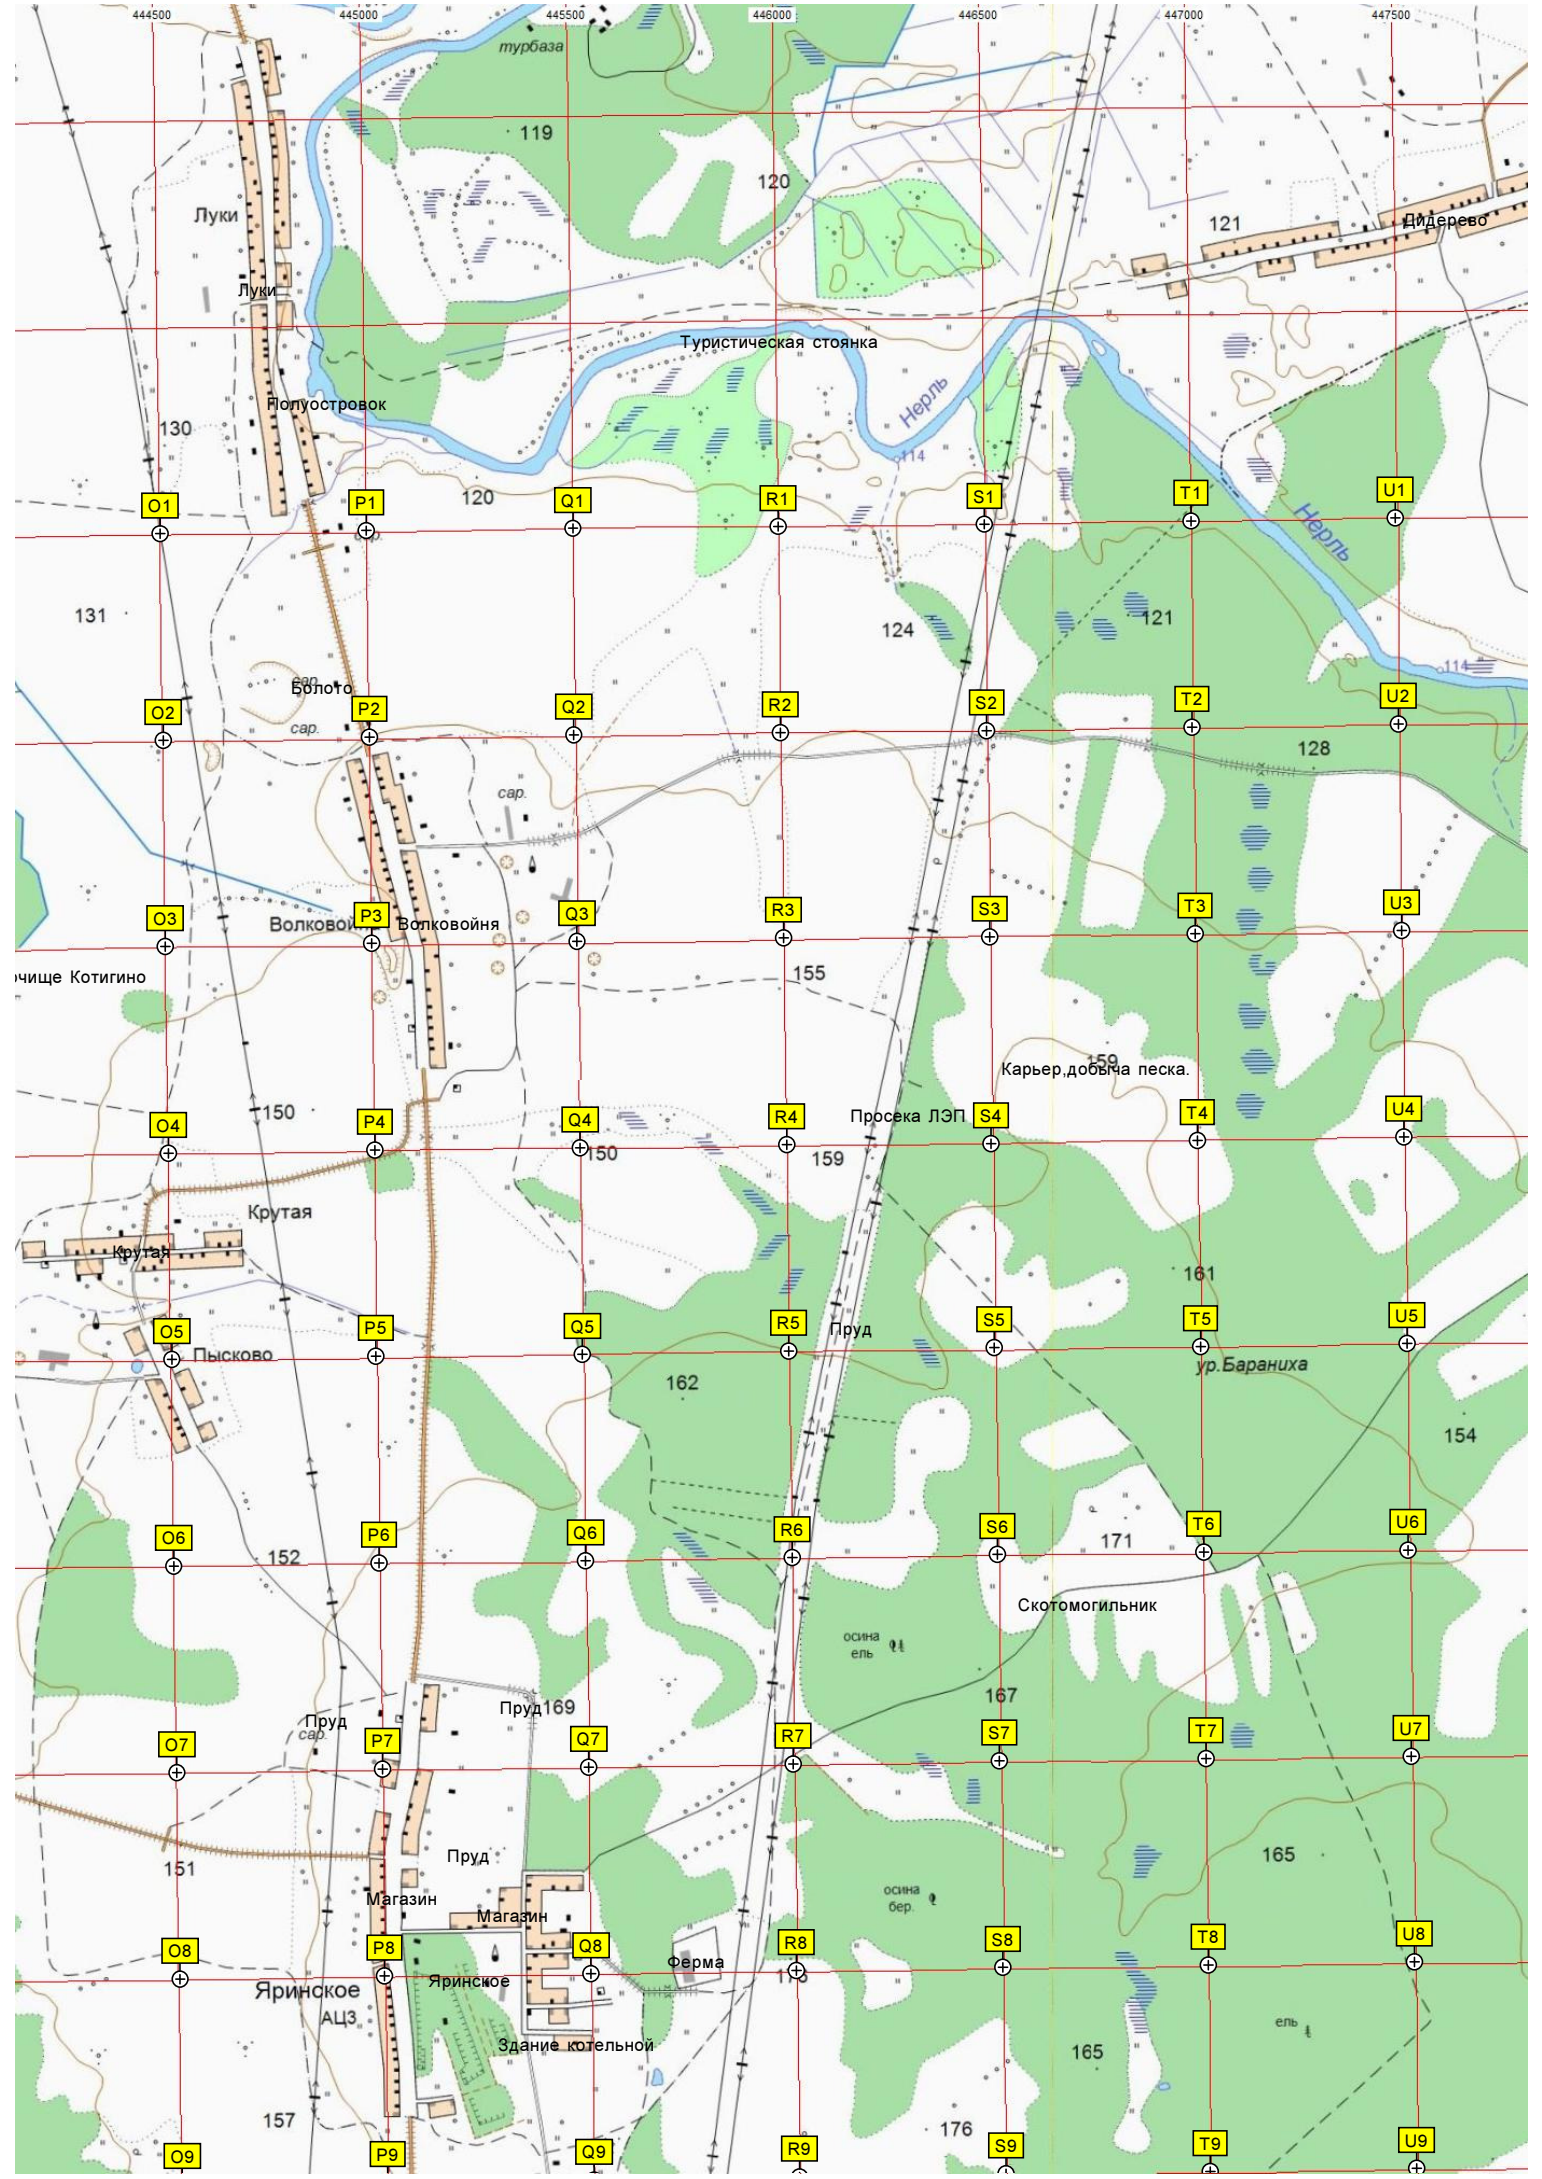 444500 445000 445500 446000 446500 447000 447500
турбаза
119
120
Луки
121
Дидерево
Луки
Туристическая стоянка
Полуостровок
Нерль
130
114
120
O1 P1 Q1 R1 S1 T1 U1
Нерль
сар.
131
124
121
114
сар.
Болото
O2 P2 Q2 R2 S2 T2 U2
сар.
128
сар.
O3 P3 Q3 R3 S3 T3 U3
Волковойня
Волковойня
чище Котигино
155
159
Карьер,добыча песка.
150
Просека ЛЭП
O4 P4 Q4 R4 S4 T4 U4
150
159
Крутая
Крутая
161
O5 P5 Q5 R5 S5 T5 U5
Пруд
Пысково
ур.Бараниха
162
154
O6 P6 Q6 R6 S6 T6 U6
152
171
Скотомогильник
осина
ель
167
Пруд
169
Пруд
сар.
O7 P7 Q7 R7 S7 T7 U7
Пруд
151
165
осина
бер.
Магазин
Магазин
O8 P8 Q8 R8 S8 T8 U8
Ферма
Яринское
Яринское
АЦЗ
ель
Здание котельной
165
157
176
O9 P9 Q9 R9 S9 T9 U9